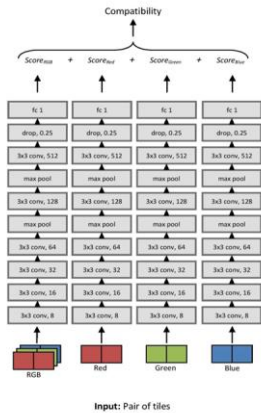 Compatibility
Score RGB + Score Red + Score Green + Score Blue
fc 1 fc 1 fc 1 fc 1
drop, 0.25 drop, 0.25 drop, 0.25 drop, 0.25
3x3 conv, 512 3x3 conv, 512 3x3 conv, 512 3x3 conv, 512
max pool max pool max pool max pool
3x3 conv, 128 3x3 conv, 128 3x3 conv, 128 3x3 conv, 128
max pool max pool max pool max pool
3x3 conv, 64 3x3 conv, 64 3x3 conv, 64 3x3 conv, 64
3x3 conv, 32 3x3 conv, 32 3x3 conv, 32 3x3 conv, 32
3x3 conv, 16 3x3 conv, 16 3x3 conv, 16 3x3 conv, 16
3x3 conv, 8 3x3 conv, 8 3x3 conv, 8 3x3 conv, 8
RGB Red Green Blue
Input: Pair of tiles